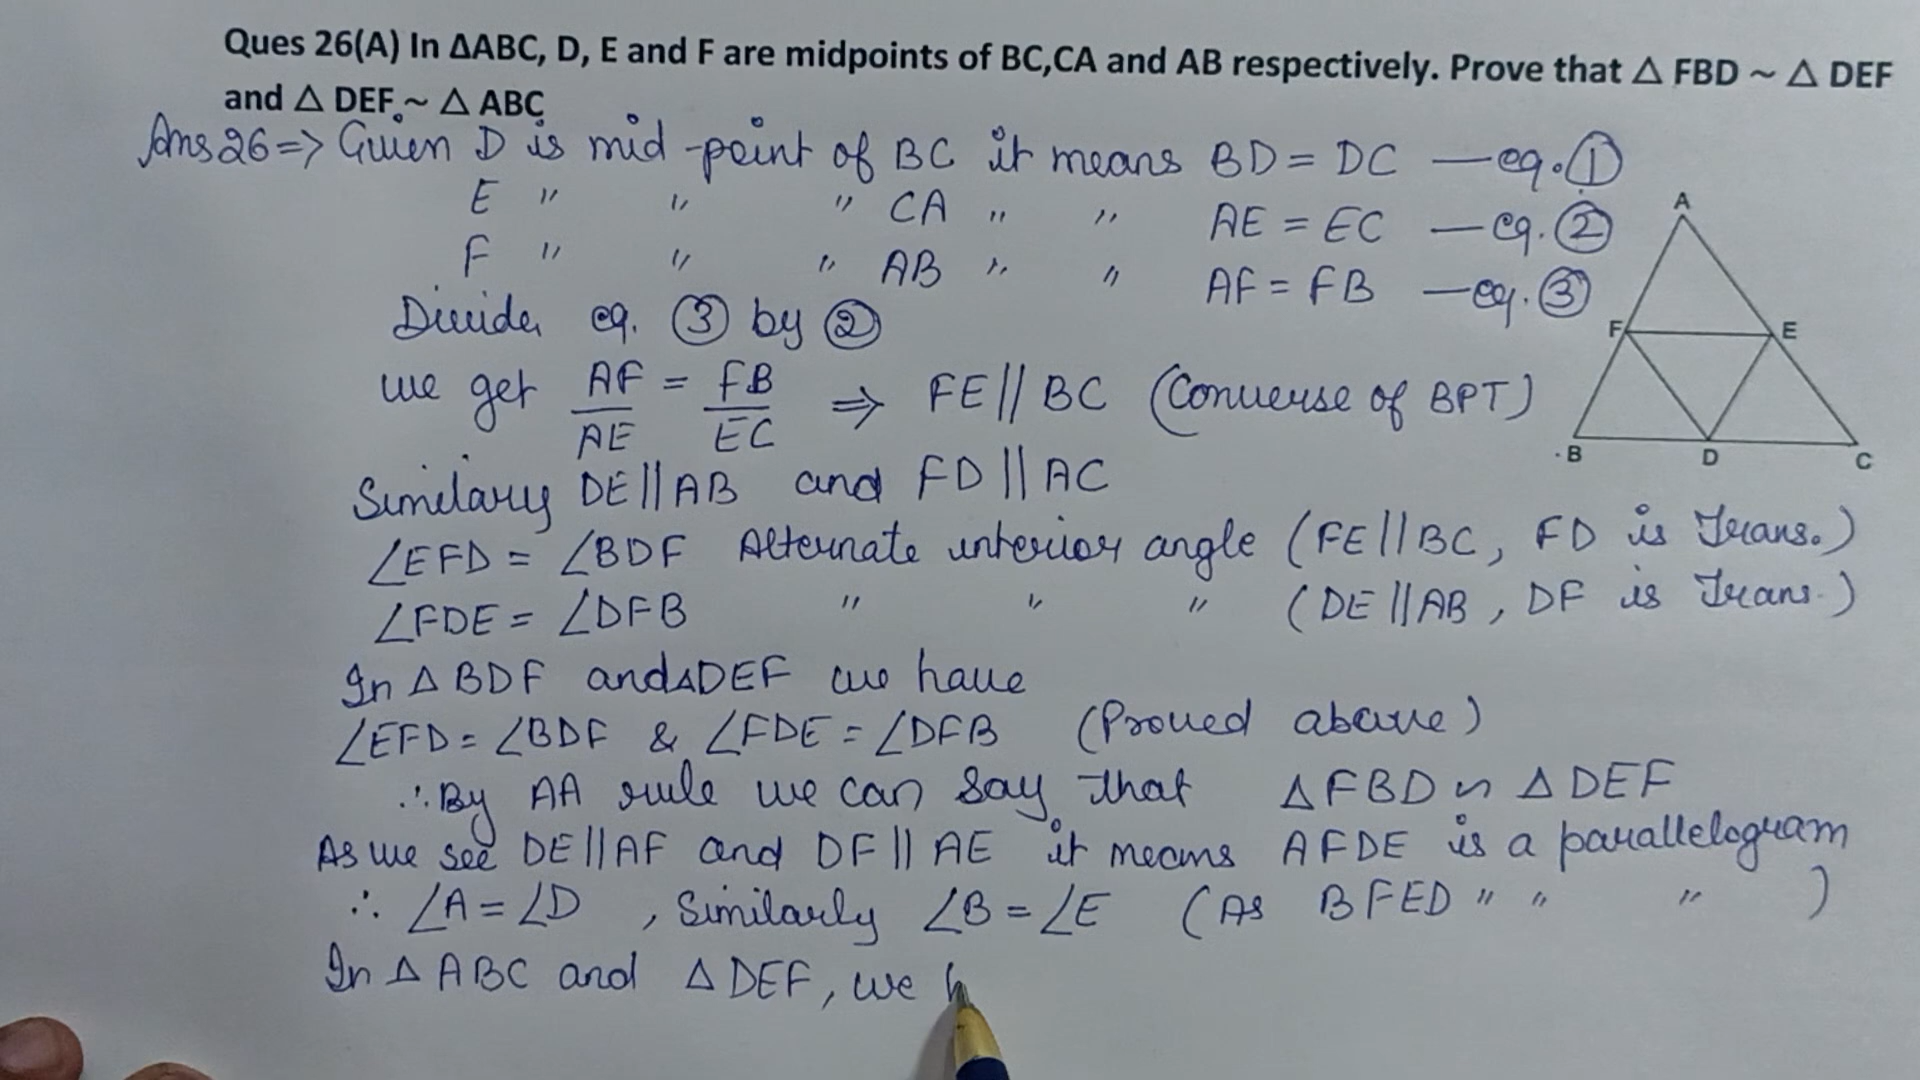 Ques 26(A) In ΔABC, D, E and F are midpoints of BC,CA and AB respectively. Prove that △ FBD ~ △ DEF
and △ DEF ~ △ ABC
Ans 26 => Given D is mid-point of BC it means BD = DC — eq. ①
E " " " CA " " AE = EC — eq. ②
F " " " AB " " AF = FB — eq. ③
Divide eq. ③ by ②
we get AF/AE = FB/EC ⇒ FE || BC (Converse of BPT)
Similary DE || AB and FD || AC
∠EFD = ∠BDF Alternate interior angle (FE || BC, FD is Trans.)
∠FDE = ∠DFB " " " (DE || AB, DF is Trans.)
In △ BDF and △DEF we have
∠EFD = ∠BDF & ∠FDE = ∠DFB (Proved above)
∴ By AA rule we can say that △ FBD ~ △ DEF
As we see DE || AF and DF || AE it means AFDE is a parallelogram
∴ ∠A = ∠D , Similarly ∠B = ∠E (As BFED " " " )
In △ ABC and △ DEF, we h
A
F
E
B
D
C